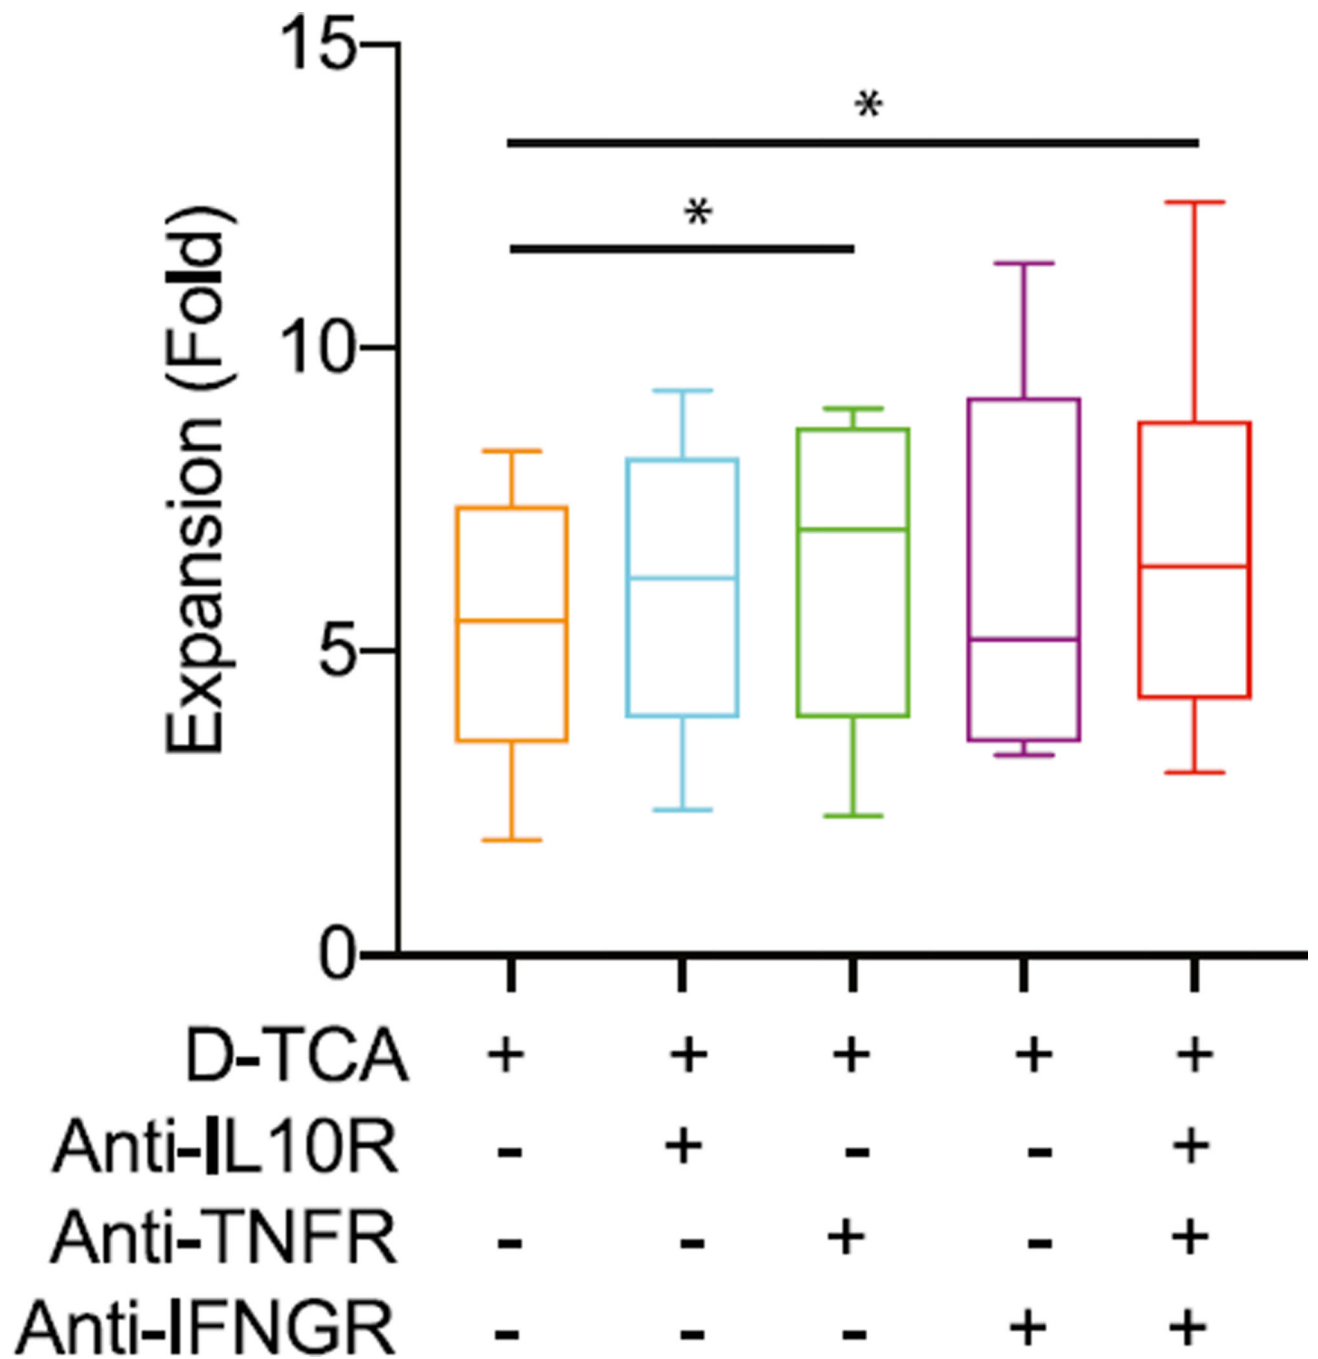 15
*
*
10
5
0
Expansion (Fold)
D-TCA + + + + +
Anti-IL10R - + - - +
Anti-TNFR - - + - +
Anti-IFNGR - - - + +